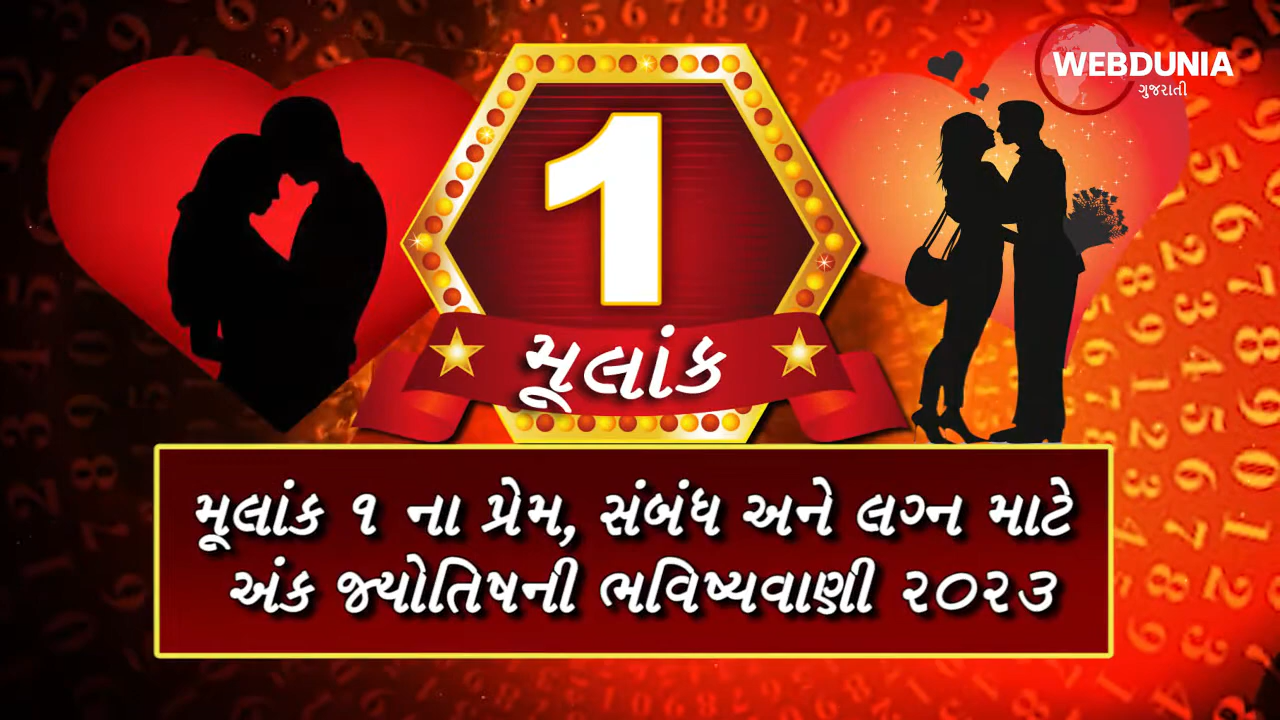 WEBDUNIA
ગુજરાતી
1
મૂલાંક
મૂલાંક ૧ ના પ્રેમ, સંબંધ અને લગ્ન માટે
અંક જ્યોતિષની ભવિષ્યવાણી ૨૦૨૩